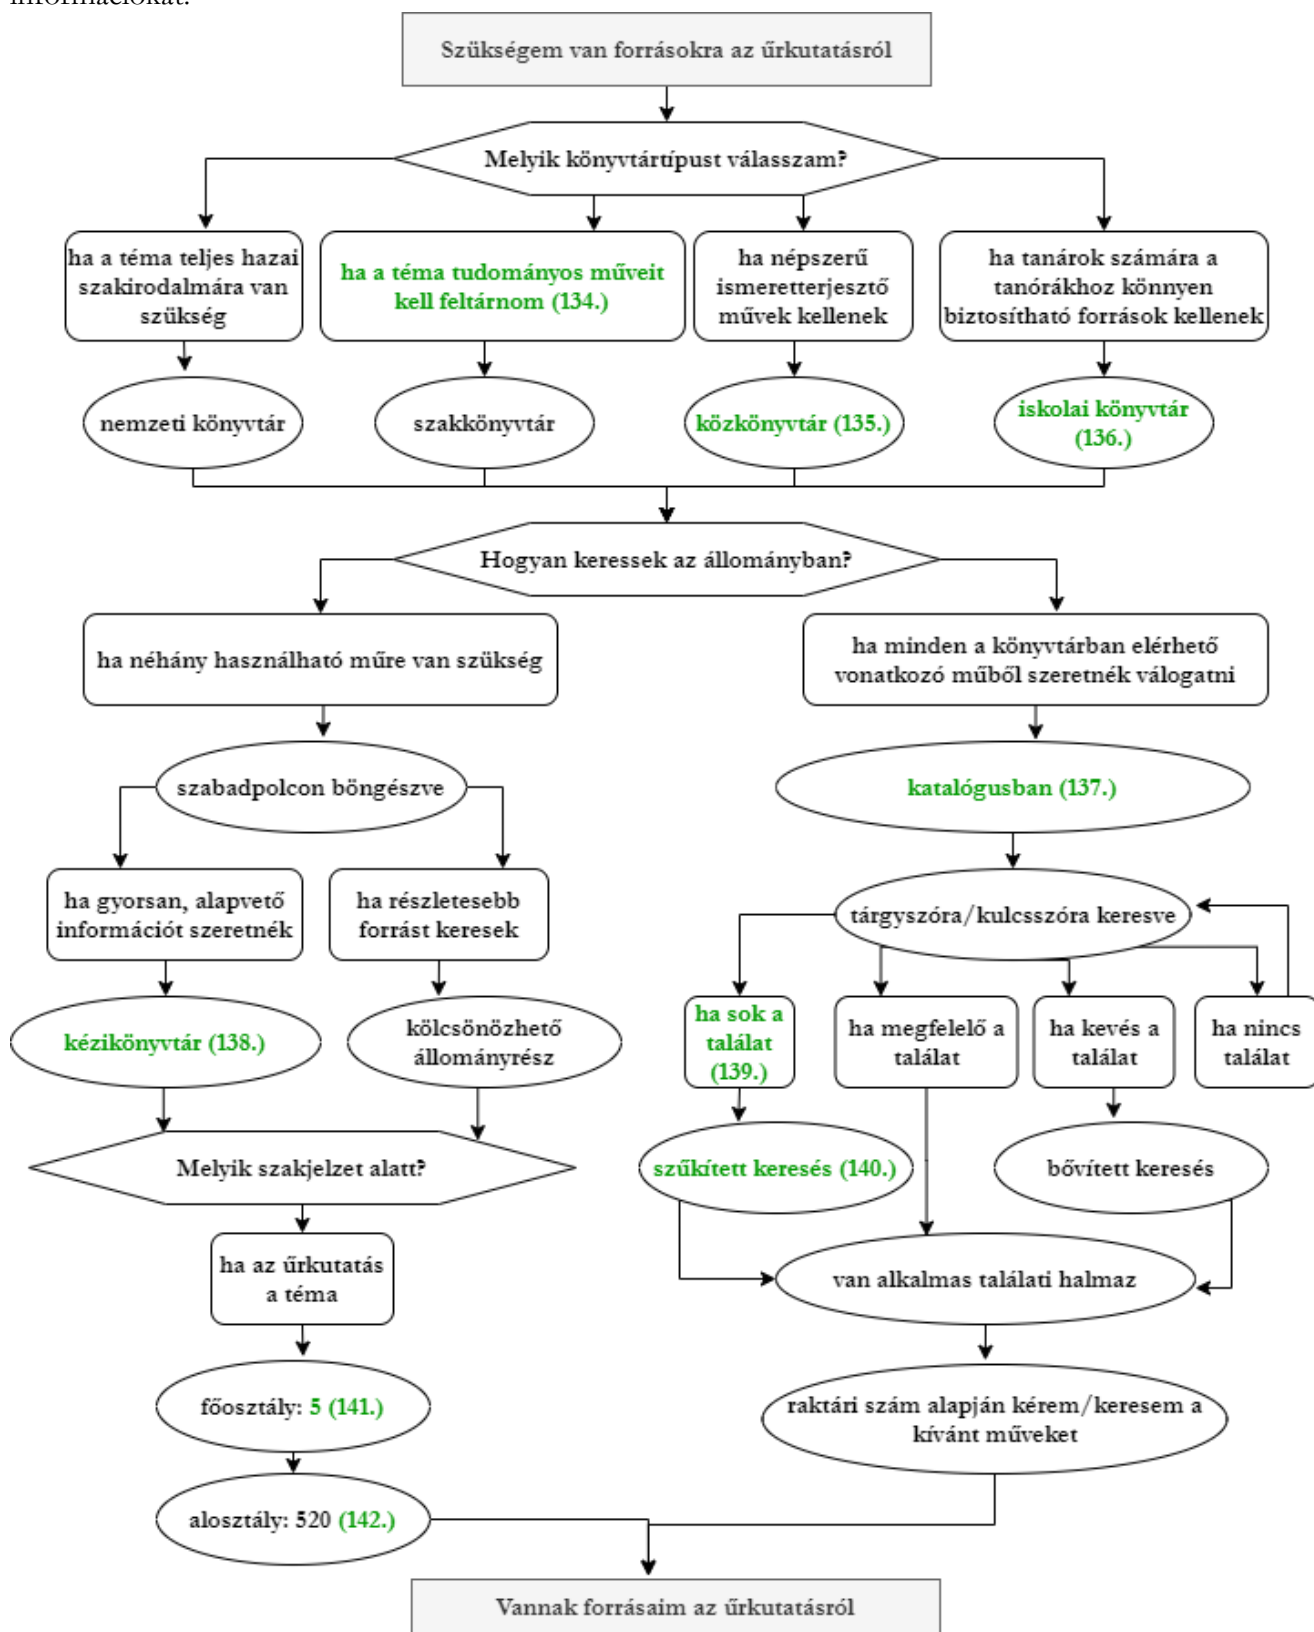 információkat.
Szükségem van forrásokra az űrkutatásról
Melyik könyvtártípust válasszam?
ha a téma teljes hazai
szakirodalmára van
szükség
ha a téma tudományos műveit
kell feltárnom (134.)
ha népszerű
ismeretterjesztő
művek kellenek
ha tanárok számára a
tanórákhoz könnyen
biztosítható források kellenek
nemzeti könyvtár
szakkönyvtár
közkönyvtár (135.)
iskolai könyvtár
(136.)
Hogyan keressek az állományban?
ha néhány használható műre van szükség
ha minden a könyvtárban elérhető
vonatkozó műből szeretnék válogatni
szabadpolcon böngészve
katalógusban (137.)
ha gyorsan, alapvető
információt szeretnék
ha részletesebb
forrást keresek
tárgyszóra/kulcsszóra keresve
kézikönyvtár (138.)
kölcsönözhető
állományrész
ha sok a
találat
(139.)
ha megfelelő a
találat
ha kevés a
találat
ha nincs
találat
Melyik szakjelzet alatt?
szűkített keresés (140.)
bővített keresés
ha az űrkutatás
a téma
van alkalmas találati halmaz
főosztály: 5 (141.)
raktári szám alapján kérem/keresem a
kívánt műveket
alosztály: 520 (142.)
Vannak forrásaim az űrkutatásról